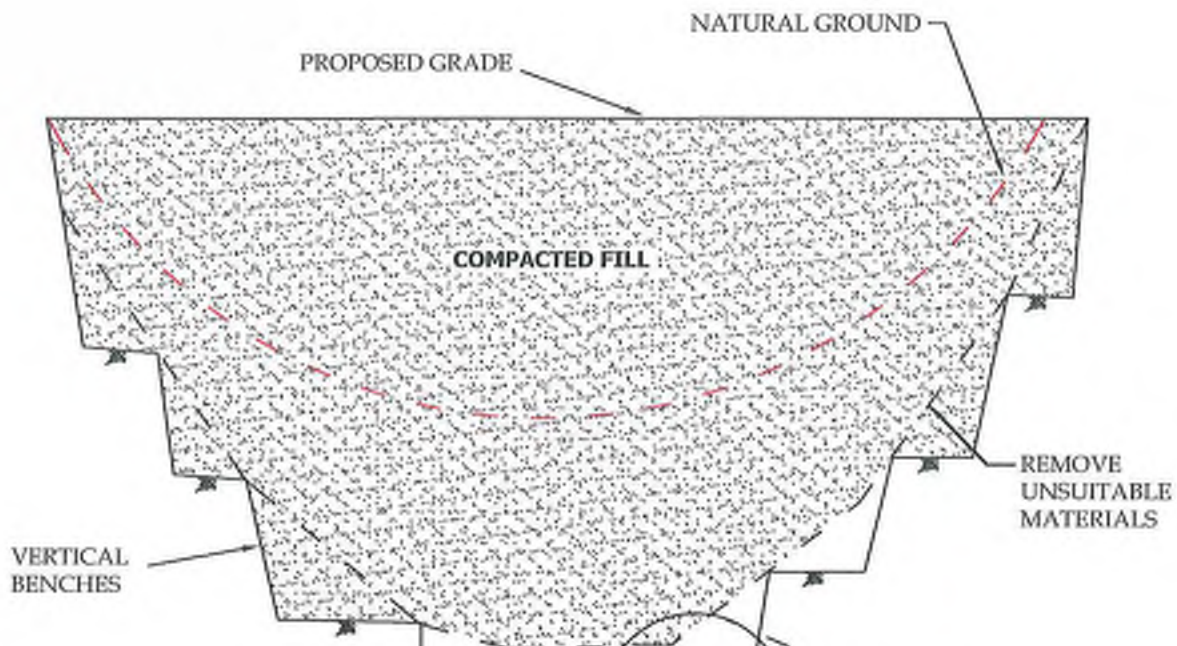 NATURAL GROUND
PROPOSED GRADE
COMPACTED FILL
REMOVE
UNSUITABLE
MATERIALS
VERTICAL
BENCHES